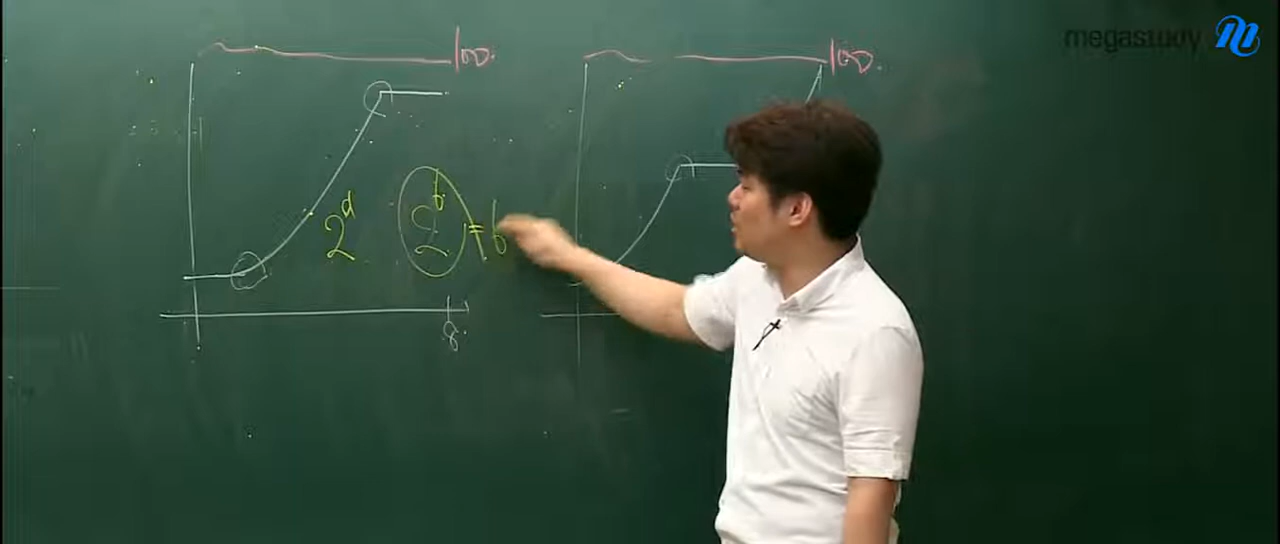 megastudy
100.
100.
2^a
2^b = b
8.